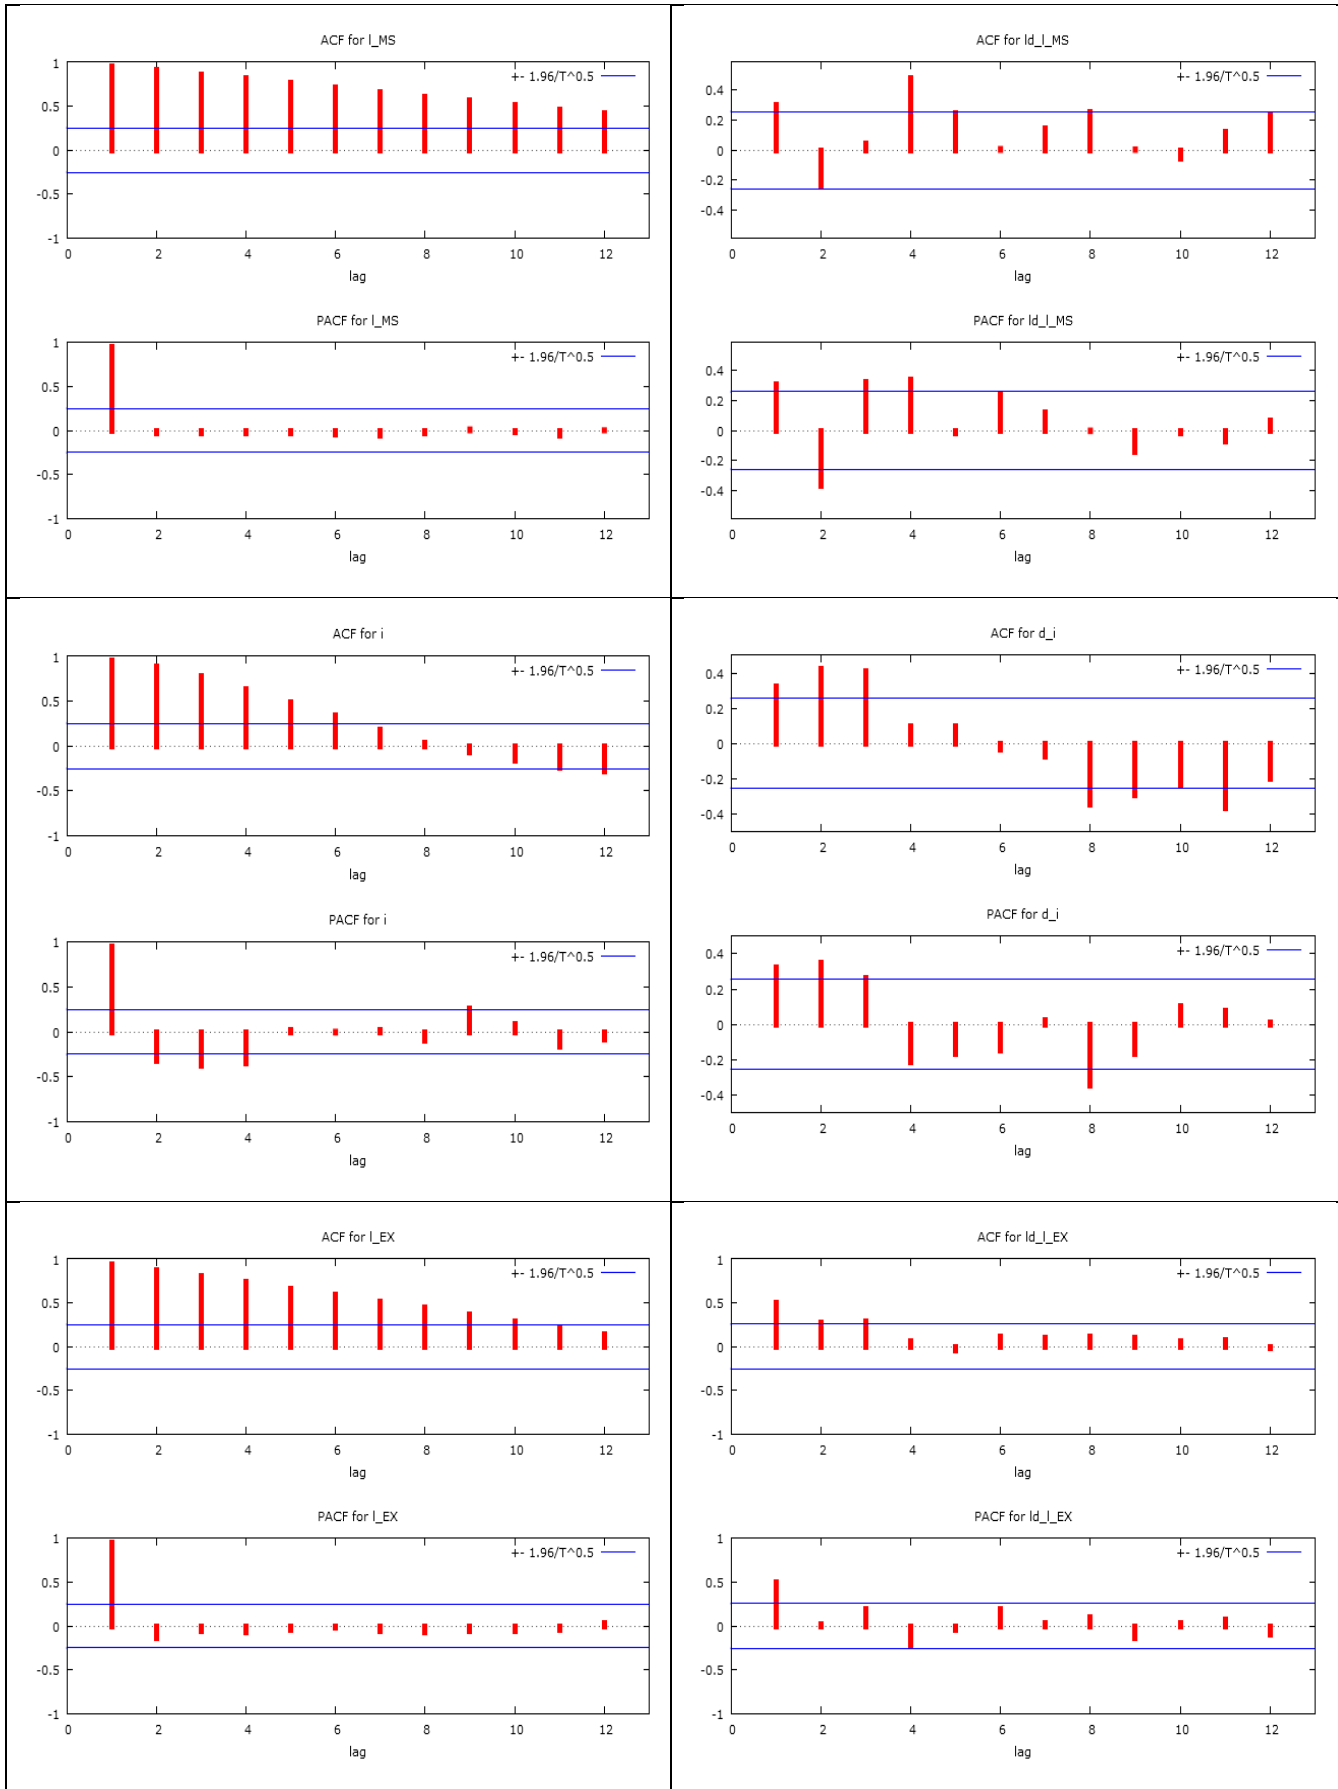 ACF for l_MS
+- 1.96/T^0.5
1
0.5
0
-0.5
-1
0 2 4 6 8 10 12
lag
PACF for l_MS
+- 1.96/T^0.5
1
0.5
0
-0.5
-1
0 2 4 6 8 10 12
lag
ACF for ld_l_MS
+- 1.96/T^0.5
0.4
0.2
0
-0.2
-0.4
0 2 4 6 8 10 12
lag
PACF for ld_l_MS
+- 1.96/T^0.5
0.4
0.2
0
-0.2
-0.4
0 2 4 6 8 10 12
lag
ACF for i
+- 1.96/T^0.5
1
0.5
0
-0.5
-1
0 2 4 6 8 10 12
lag
PACF for i
+- 1.96/T^0.5
1
0.5
0
-0.5
-1
0 2 4 6 8 10 12
lag
ACF for d_i
+- 1.96/T^0.5
0.4
0.2
0
-0.2
-0.4
0 2 4 6 8 10 12
lag
PACF for d_i
+- 1.96/T^0.5
0.4
0.2
0
-0.2
-0.4
0 2 4 6 8 10 12
lag
ACF for l_EX
+- 1.96/T^0.5
1
0.5
0
-0.5
-1
0 2 4 6 8 10 12
lag
PACF for l_EX
+- 1.96/T^0.5
1
0.5
0
-0.5
-1
0 2 4 6 8 10 12
lag
ACF for ld_l_EX
+- 1.96/T^0.5
1
0.5
0
-0.5
-1
0 2 4 6 8 10 12
lag
PACF for ld_l_EX
+- 1.96/T^0.5
1
0.5
0
-0.5
-1
0 2 4 6 8 10 12
lag